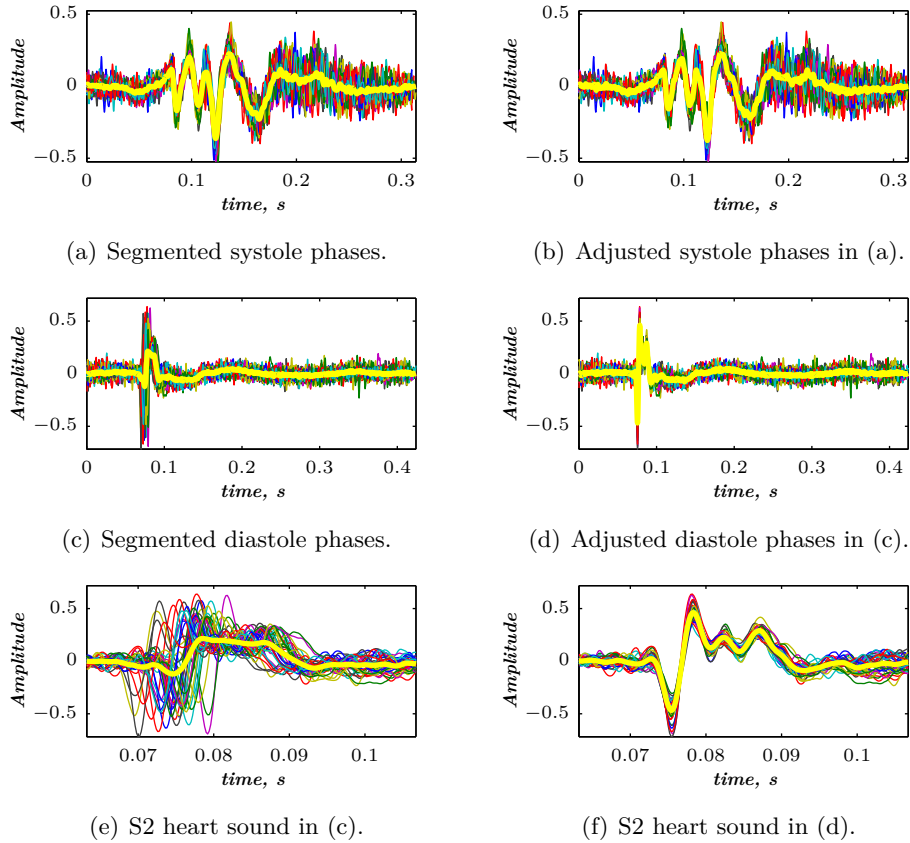 0.5
0
−0.5
Amplitude
0
0.1
0.2
0.3
time, s
(a) Segmented systole phases.
0.5
0
−0.5
Amplitude
0
0.1
0.2
0.3
time, s
(b) Adjusted systole phases in (a).
0.5
0
−0.5
Amplitude
0
0.1
0.2
0.3
0.4
time, s
(c) Segmented diastole phases.
0.5
0
−0.5
Amplitude
0
0.1
0.2
0.3
0.4
time, s
(d) Adjusted diastole phases in (c).
0.5
0
−0.5
Amplitude
0.07
0.08
0.09
0.1
time, s
(e) S2 heart sound in (c).
0.5
0
−0.5
Amplitude
0.07
0.08
0.09
0.1
time, s
(f) S2 heart sound in (d).